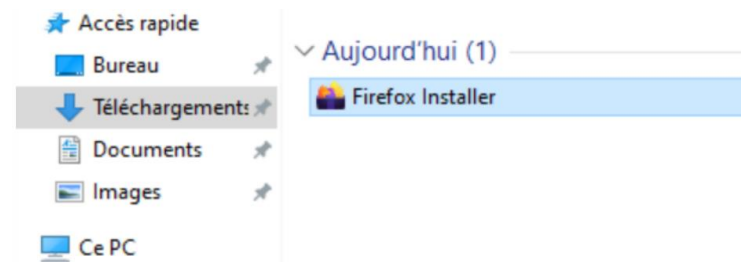 Accès rapide
Bureau
Téléchargements
Documents
Images
Ce PC
Aujourd'hui (1)
Firefox Installer